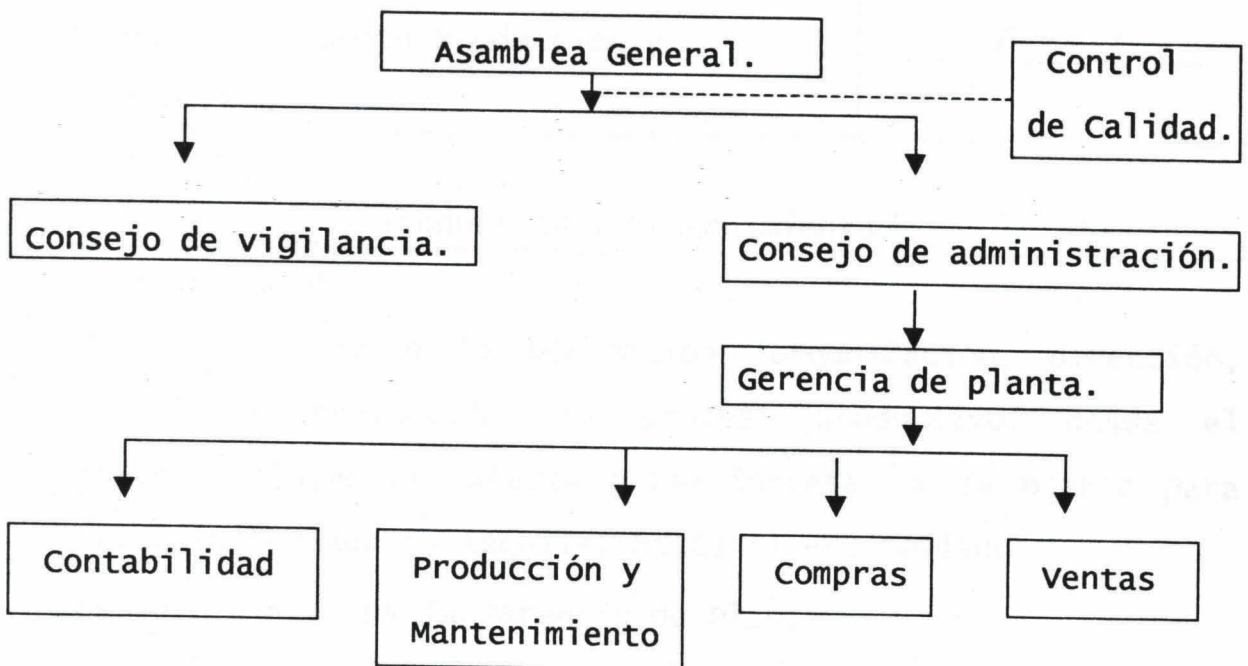 Asamblea General.
Control
de Calidad.
Consejo de vigilancia.
Consejo de administración.
Gerencia de planta.
Contabilidad
Producción y
Mantenimiento
Compras
Ventas